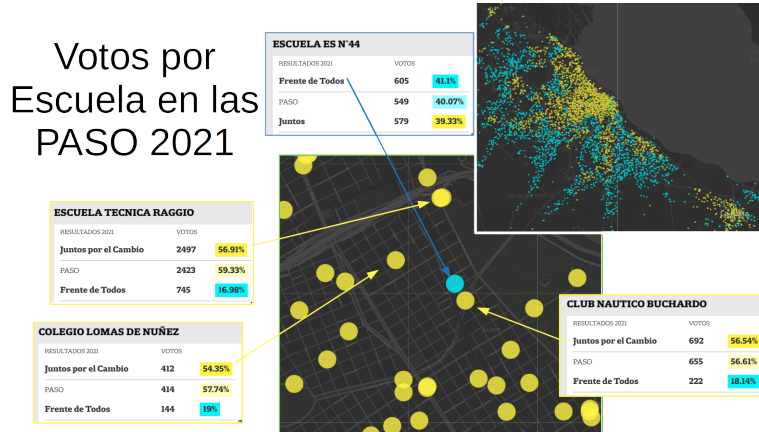 Votos por
Escuela en las
PASO 2021
ESCUELA ES N°44
RESULTADOS 2021 VOTOS
Frente de Todos 605 41.1%
PASO 549 40.07%
Juntos 579 39.33%
ESCUELA TECNICA RAGGIO
RESULTADOS 2021 VOTOS
Juntos por el Cambio 2497 56.91%
PASO 2423 59.33%
Frente de Todos 745 16.98%
COLEGIO LOMAS DE NUÑEZ
RESULTADOS 2021 VOTOS
Juntos por el Cambio 412 54.35%
PASO 414 57.74%
Frente de Todos 144 19%
CLUB NAUTICO BUCHARDO
RESULTADOS 2021 VOTOS
Juntos por el Cambio 692 56.54%
PASO 655 56.61%
Frente de Todos 222 18.14%